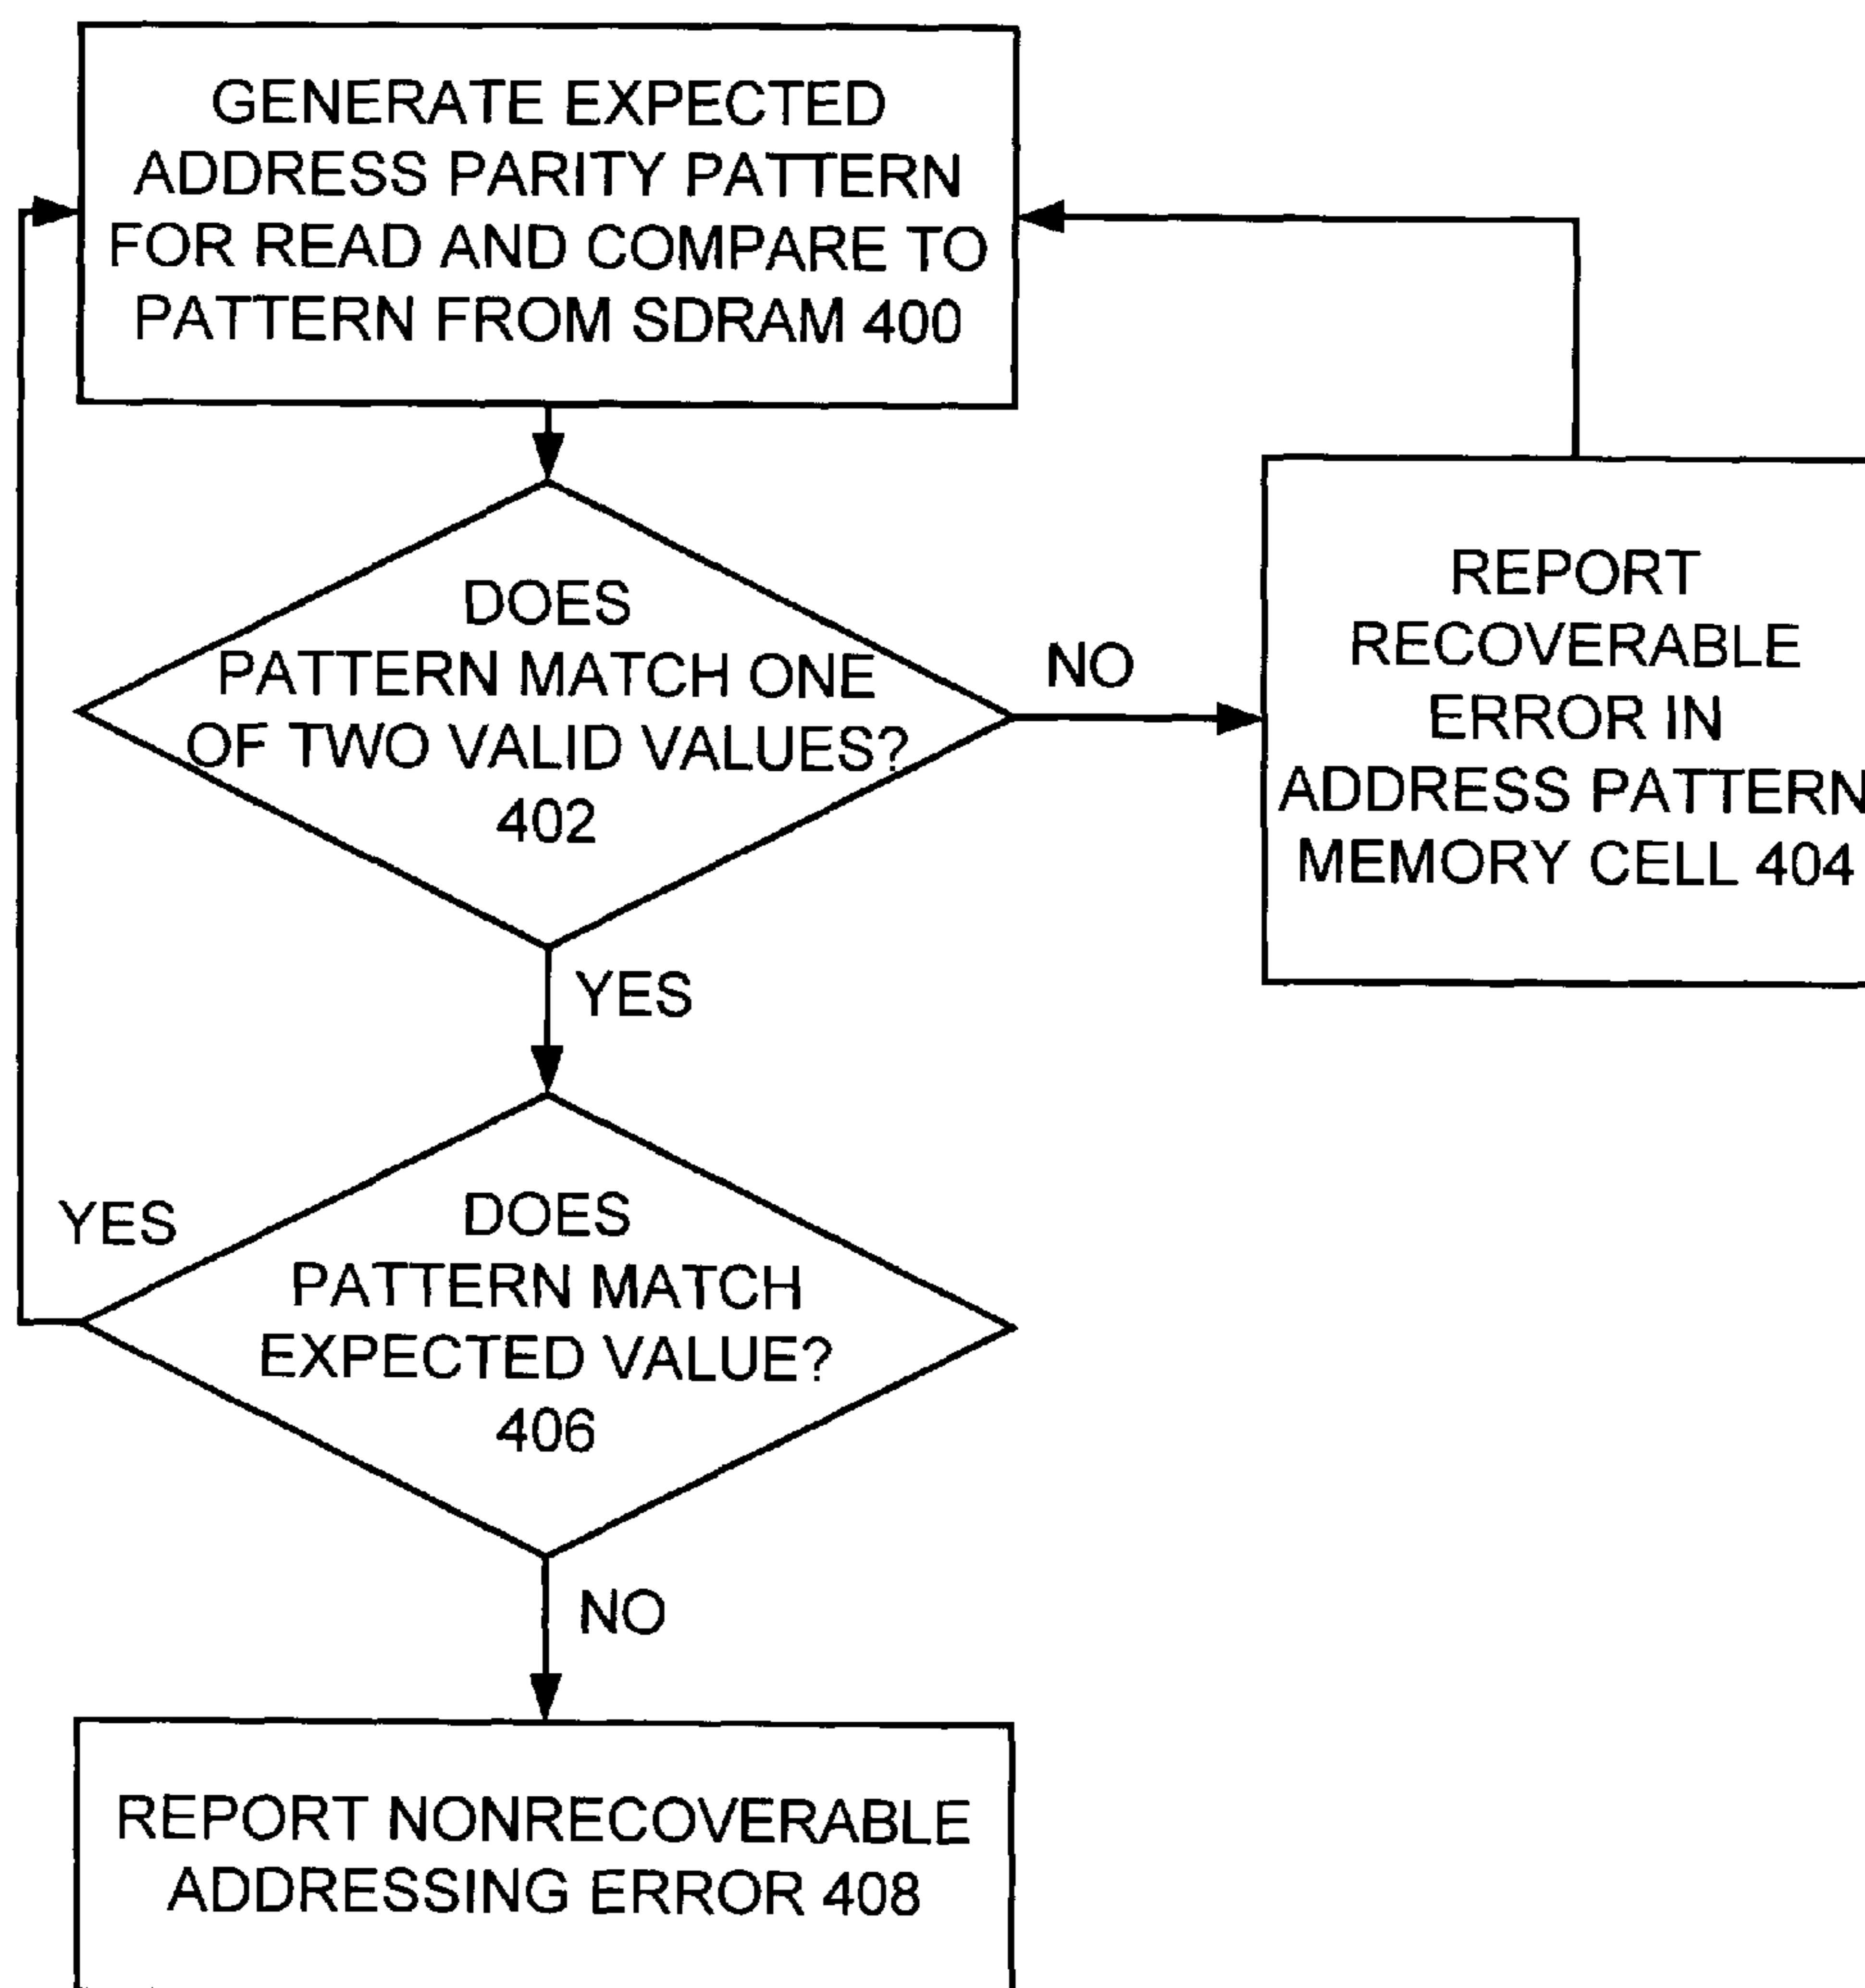 GENERATE EXPECTED
ADDRESS PARITY PATTERN
FOR READ AND COMPARE TO
PATTERN FROM SDRAM 400
DOES
PATTERN MATCH ONE
OF TWO VALID VALUES?
402
NO
REPORT
RECOVERABLE
ERROR IN
ADDRESS PATTERN
MEMORY CELL 404
YES
DOES
PATTERN MATCH
EXPECTED VALUE?
406
YES
NO
REPORT NONRECOVERABLE
ADDRESSING ERROR 408